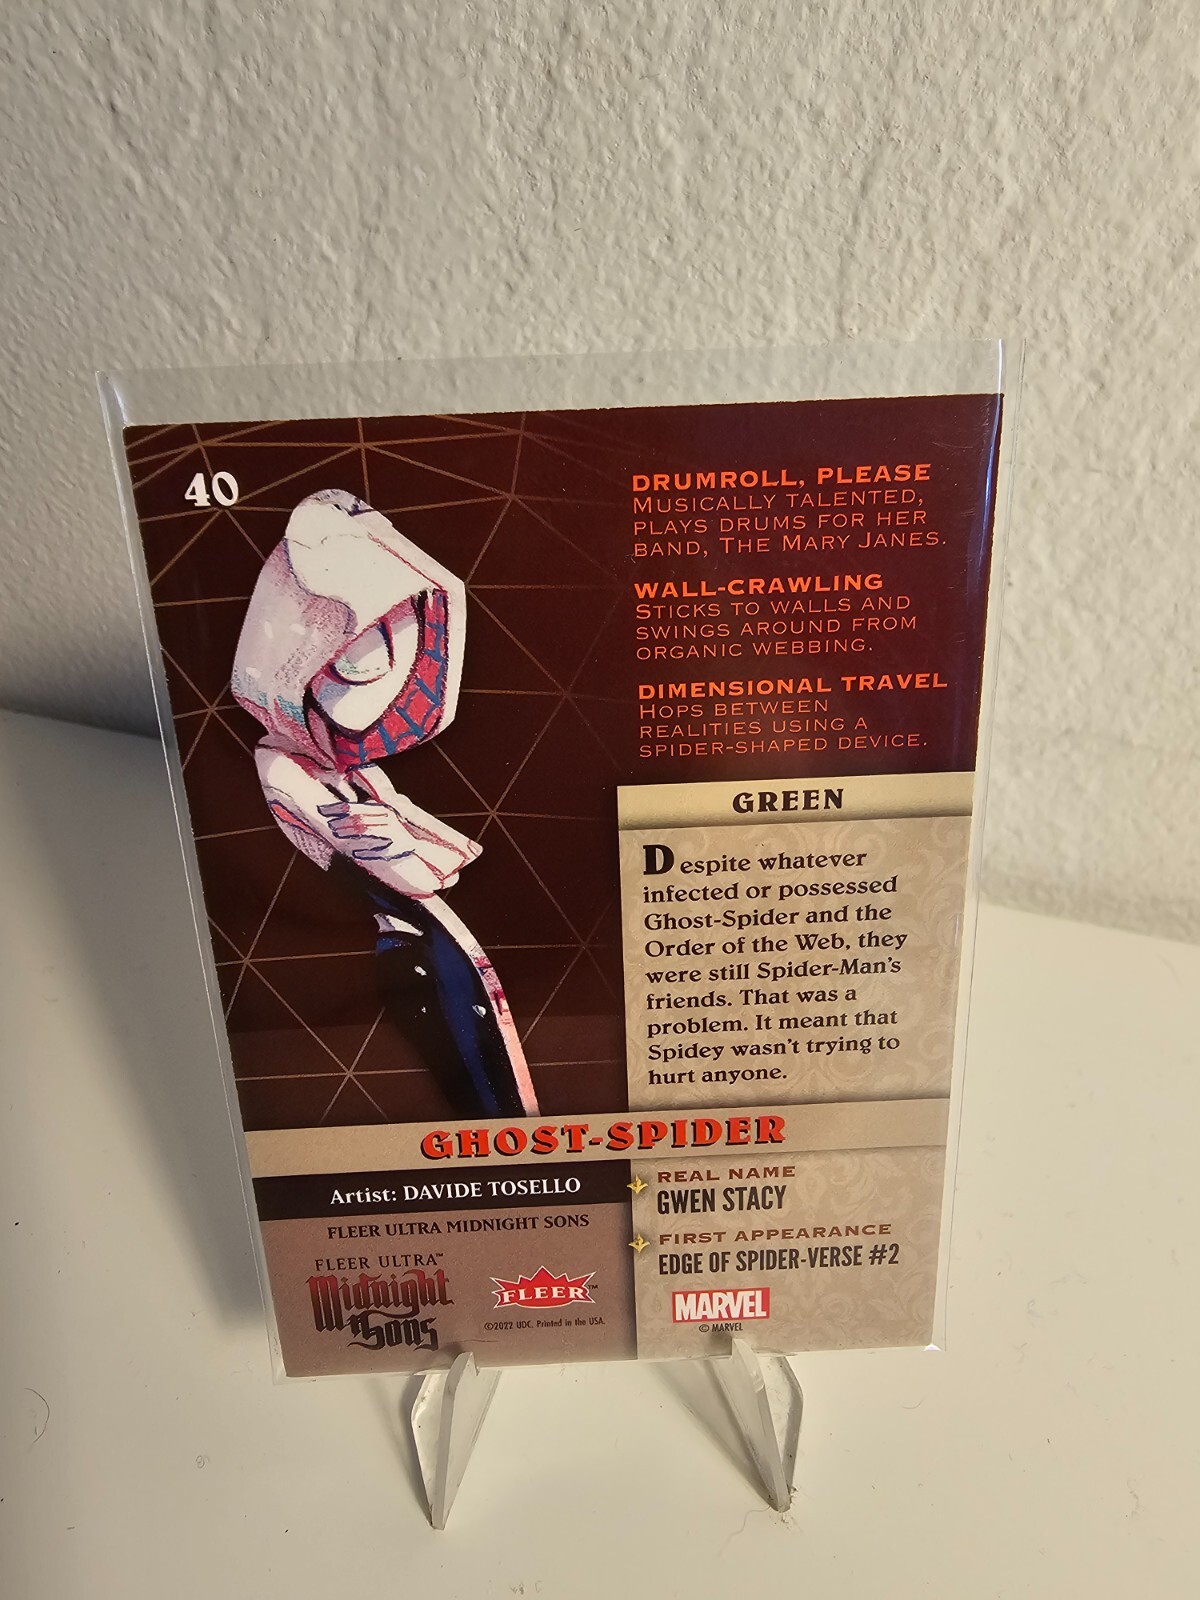 40
DRUMROLL, PLEASE
MUSICALLY TALENTED,
PLAYS DRUMS FOR HER
BAND, THE MARY JANES.
WALL-CRAWLING
STICKS TO WALLS AND
SWINGS AROUND FROM
ORGANIC WEBBING.
DIMENSIONAL TRAVEL
HOPS BETWEEN
REALITIES USING A
SPIDER-SHAPED DEVICE.
GREEN
Despite whatever
infected or possessed
Ghost-Spider and the
Order of the Web, they
were still Spider-Man's
friends. That was a
problem. It meant that
Spidey wasn't trying to
hurt anyone.
GHOST-SPIDER
Artist: DAVIDE TOSELLO
FLEER ULTRA MIDNIGHT SONS
FLEER ULTRA™
Midnight
Sons
FLEER™
©2022 UDC. Printed in the USA.
REAL NAME
GWEN STACY
FIRST APPEARANCE
EDGE OF SPIDER-VERSE #2
MARVEL
© MARVEL